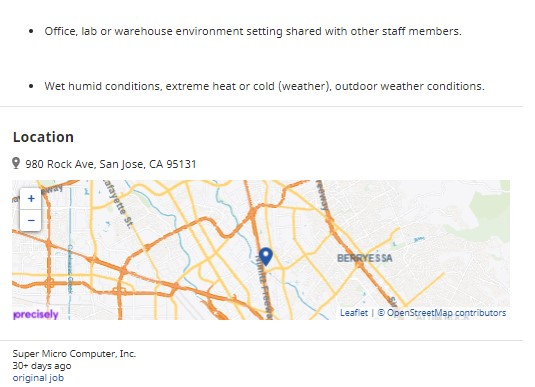 Office, lab or warehouse environment setting shared with other staff members.
Wet humid conditions, extreme heat or cold (weather), outdoor weather conditions.
Location
980 Rock Ave, San Jose, CA 95131
+
−
Lafayette St.
BERRYESSA
precisely
Leaflet | © OpenStreetMap contributors
Super Micro Computer, Inc.
30+ days ago
original job